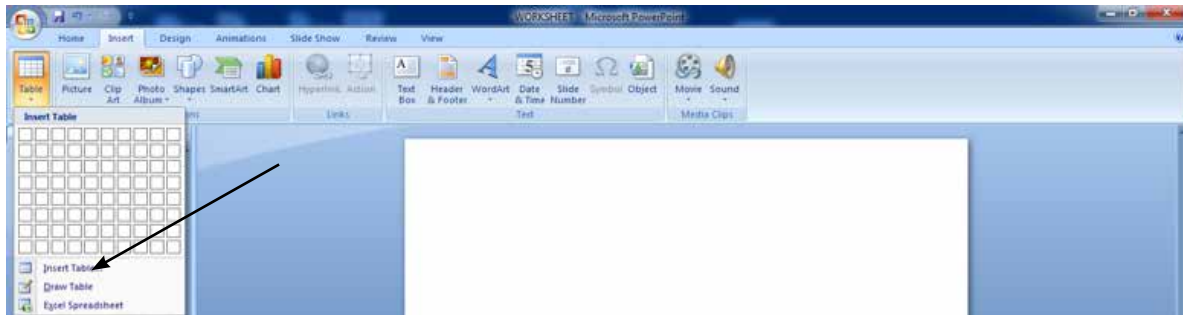 WORKSHEET - Microsoft PowerPoint
Home Insert Design Animations Slide Show Review View
Table Picture Clip Art Photo Album Shapes SmartArt Chart Hyperlink Action Text Box Header & Footer WordArt Date & Time Slide Number Symbol Object Movie Sound
Links Text Media Clips
Insert Table
Insert Table
Draw Table
Excel Spreadsheet